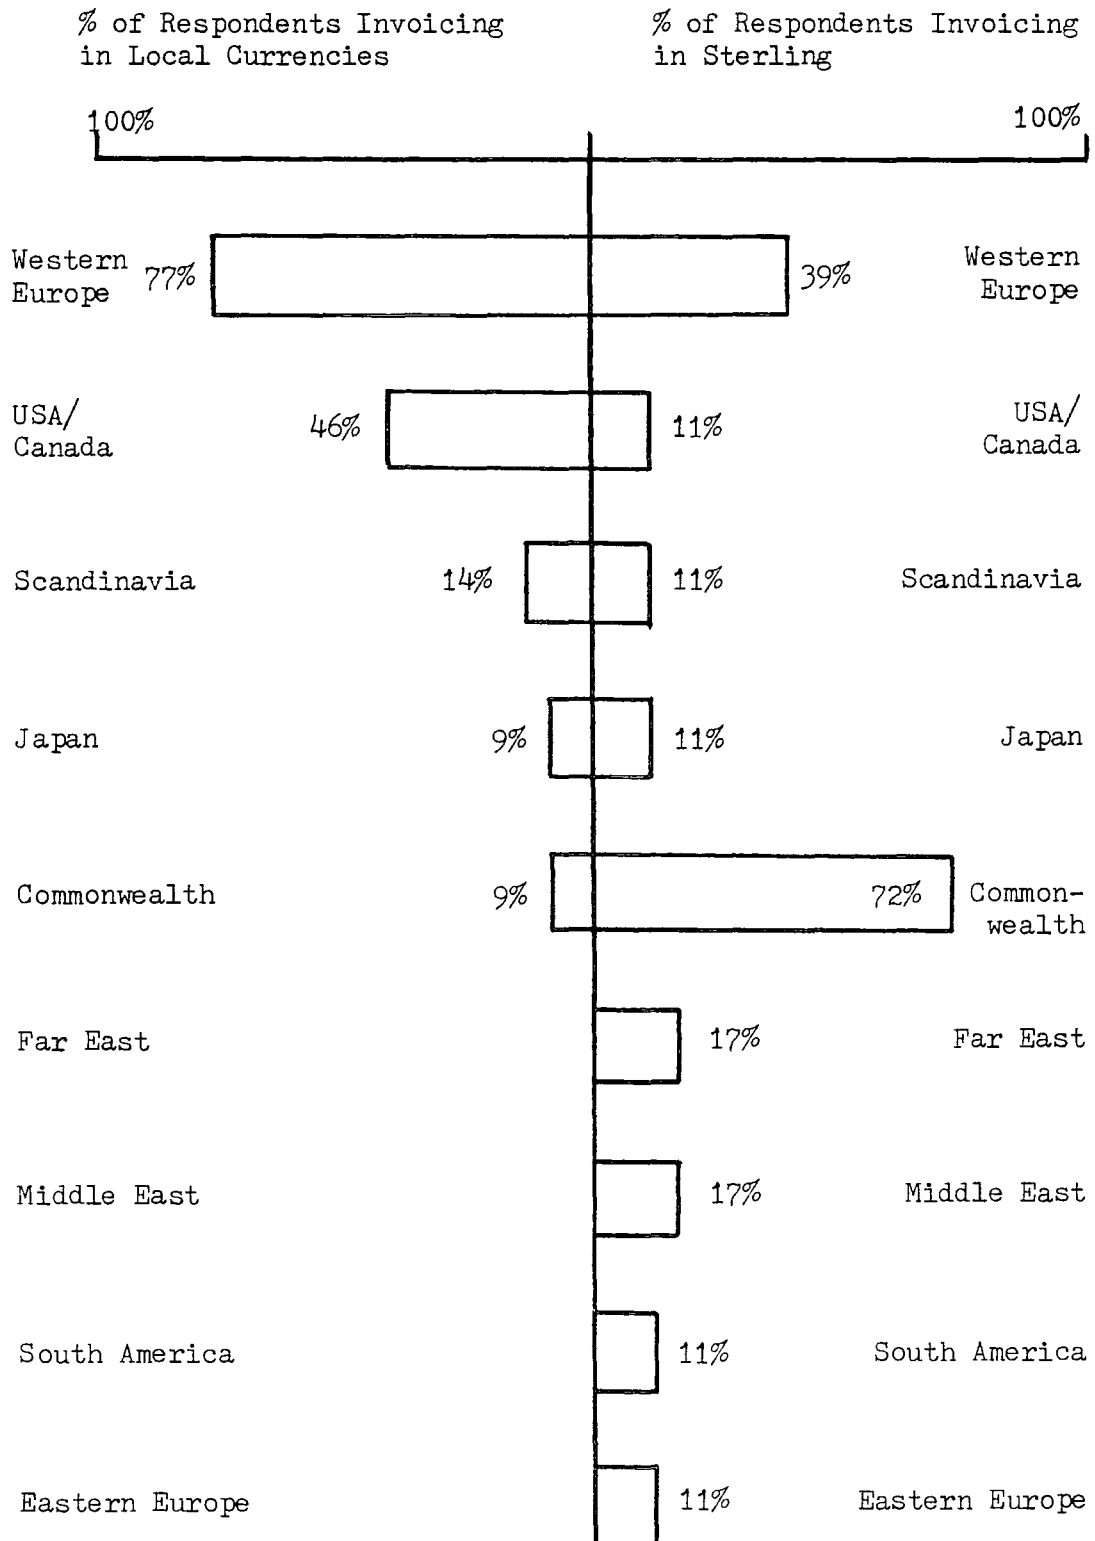 % of Respondents Invoicing
in Local Currencies
% of Respondents Invoicing
in Sterling
100%
100%
Western
Europe
77%
39%
Western
Europe
USA/
Canada
46%
11%
USA/
Canada
Scandinavia
14%
11%
Scandinavia
Japan
9%
11%
Japan
Commonwealth
9%
72%
Common-
wealth
Far East
17%
Far East
Middle East
17%
Middle East
South America
11%
South America
Eastern Europe
11%
Eastern Europe